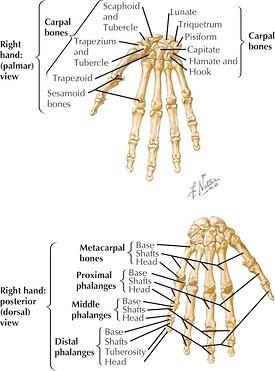 Scaphoid and
Tubercle
Carpal
bones
Trapezium
and
Tubercle
Trapezoid
Sesamoid
bones
Right
hand:
(palmar)
view
Lunate
Triquetrum
Pisiform
Capitate
Hamate and
Hook
Carpal
bones
F. Netter
Right hand:
posterior
(dorsal)
view
Metacarpal
bones
Base
Shafts
Head
Proximal
phalanges
Base
Shafts
Head
Middle
phalanges
Base
Shafts
Head
Distal
phalanges
Base
Shafts
Tuberosity
Head